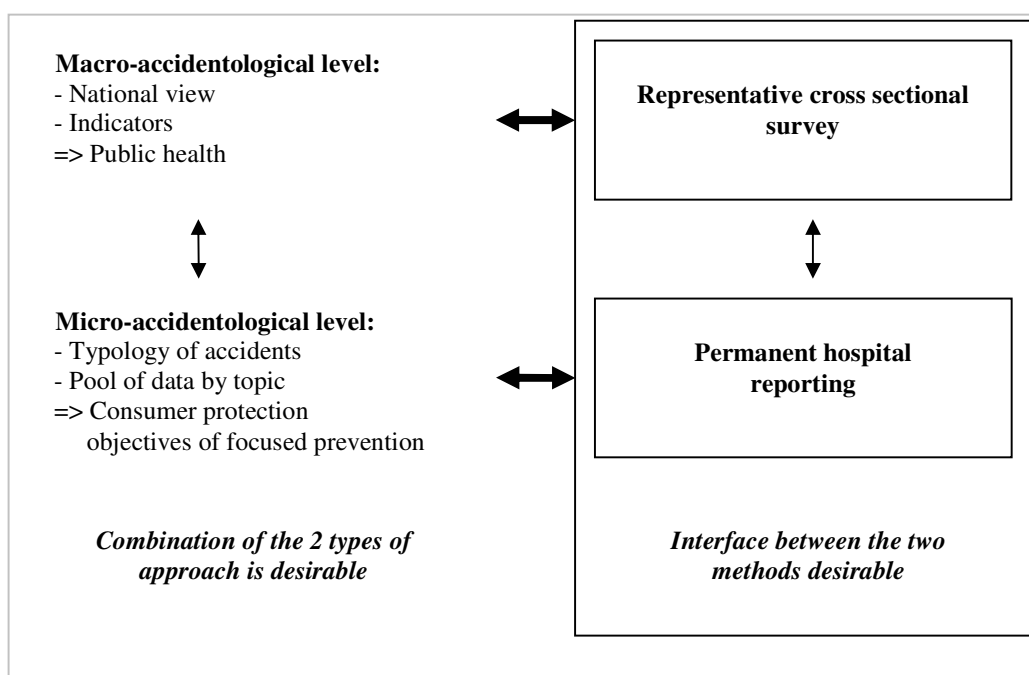 Macro-accidentological level:
- National view
- Indicators
=> Public health
Representative cross sectional
survey
Micro-accidentological level:
- Typology of accidents
- Pool of data by topic
=> Consumer protection
objectives of focused prevention
Permanent hospital
reporting
Combination of the 2 types of
approach is desirable
Interface between the two
methods desirable